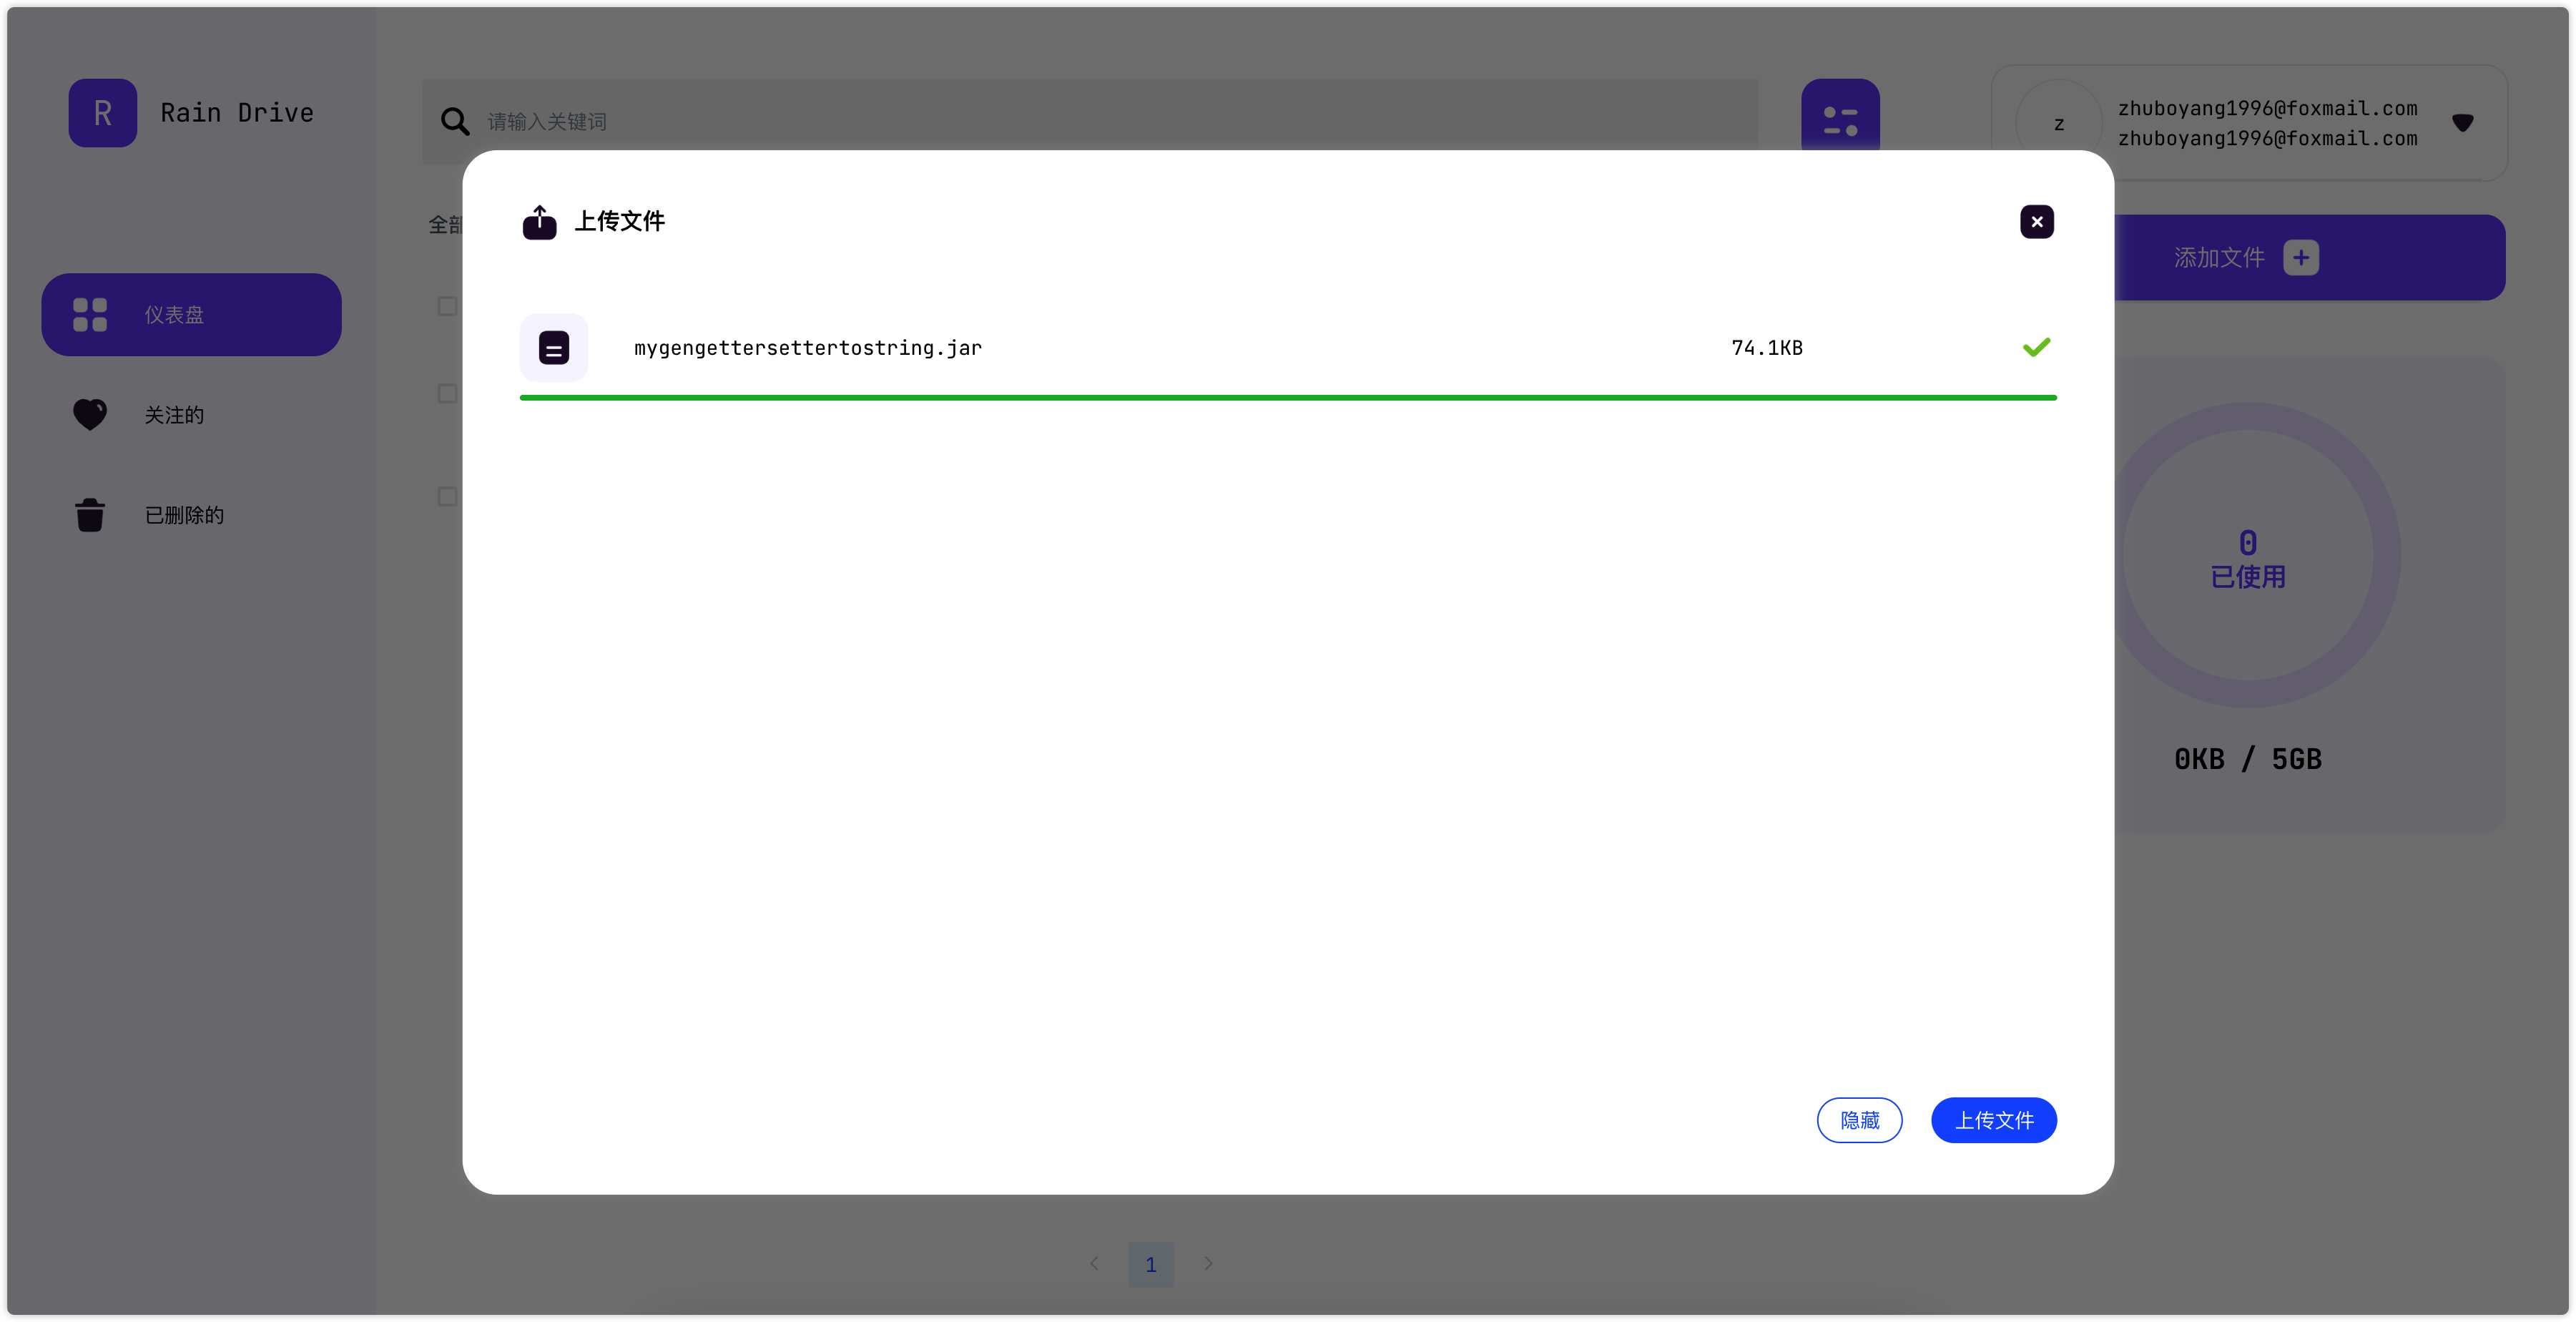 R
Rain Drive
请输入关键词
z
zhuboyang1996@foxmail.com
zhuboyang1996@foxmail.com
全部
上传文件
添加文件
仪表盘
mygengettersettertostring.jar
74.1KB
关注的
已删除的
0
已使用
0KB / 5GB
隐藏
上传文件
1